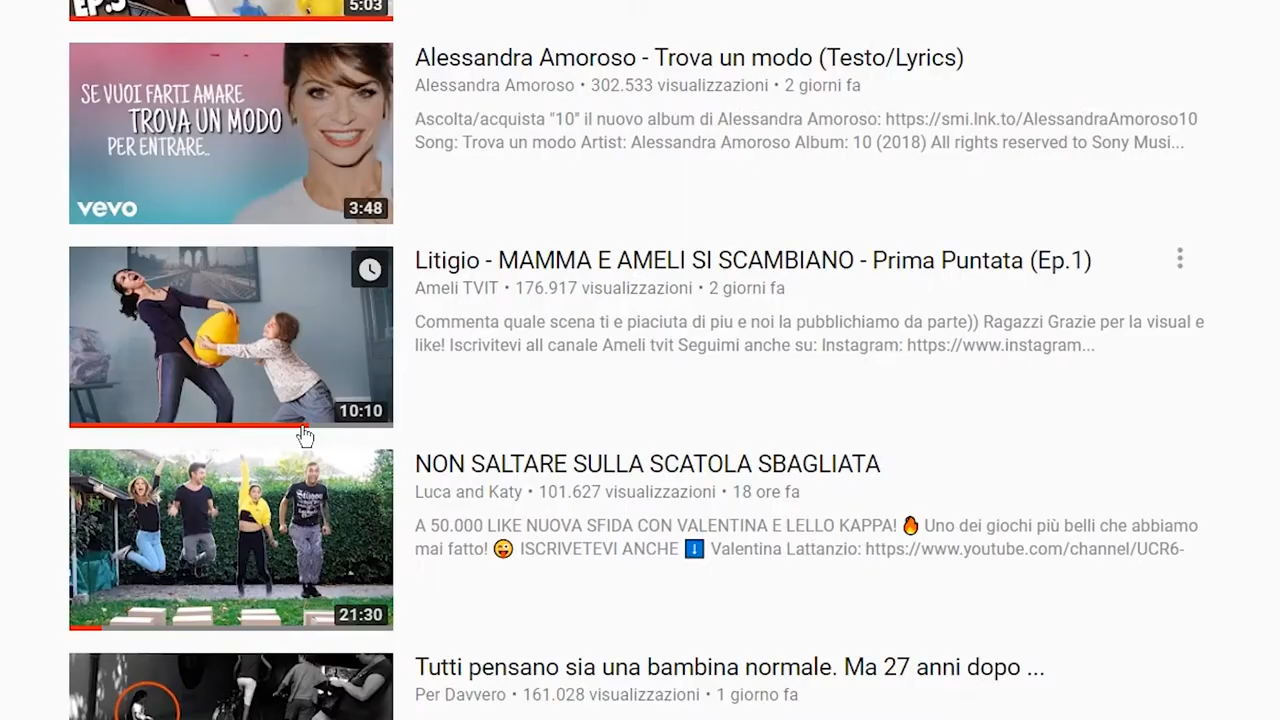 EP.5
5:03
SE VUOI FARTI AMARE
TROVA UN MODO
PER ENTRARE..
vevo
3:48
Alessandra Amoroso - Trova un modo (Testo/Lyrics)
Alessandra Amoroso • 302.533 visualizzazioni • 2 giorni fa
Ascolta/acquista "10" il nuovo album di Alessandra Amoroso: https://smi.lnk.to/AlessandraAmoroso10
Song: Trova un modo Artist: Alessandra Amoroso Album: 10 (2018) All rights reserved to Sony Musi...
10:10
Litigio - MAMMA E AMELI SI SCAMBIANO - Prima Puntata (Ep.1)
Ameli TVIT • 176.917 visualizzazioni • 2 giorni fa
Commenta quale scena ti e piaciuta di piu e noi la pubblichiamo da parte)) Ragazzi Grazie per la visual e
like! Iscrivitevi all canale Ameli tvit Seguimi anche su: Instagram: https://www.instagram...
21:30
NON SALTARE SULLA SCATOLA SBAGLIATA
Luca and Katy • 101.627 visualizzazioni • 18 ore fa
A 50.000 LIKE NUOVA SFIDA CON VALENTINA E LELLO KAPPA! 🔥 Uno dei giochi più belli che abbiamo
mai fatto! 😜 ISCRIVETEVI ANCHE ⬇️ Valentina Lattanzio: https://www.youtube.com/channel/UCR6-
Tutti pensano sia una bambina normale. Ma 27 anni dopo ...
Per Davvero • 161.028 visualizzazioni • 1 giorno fa